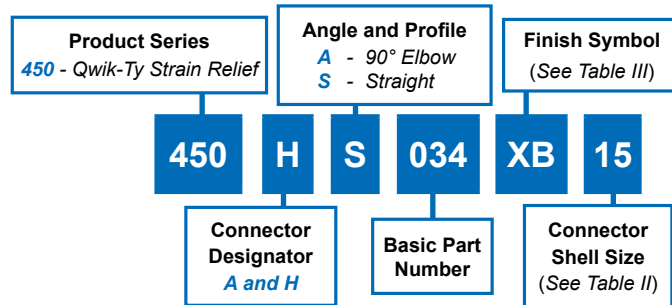 Product Series
450 - Qwik-Ty Strain Relief
Angle and Profile
A - 90° Elbow
S - Straight
Finish Symbol
(See Table III)
450 H S 034 XB 15
Connector
Designator
A and H
Basic Part
Number
Connector
Shell Size
(See Table II)